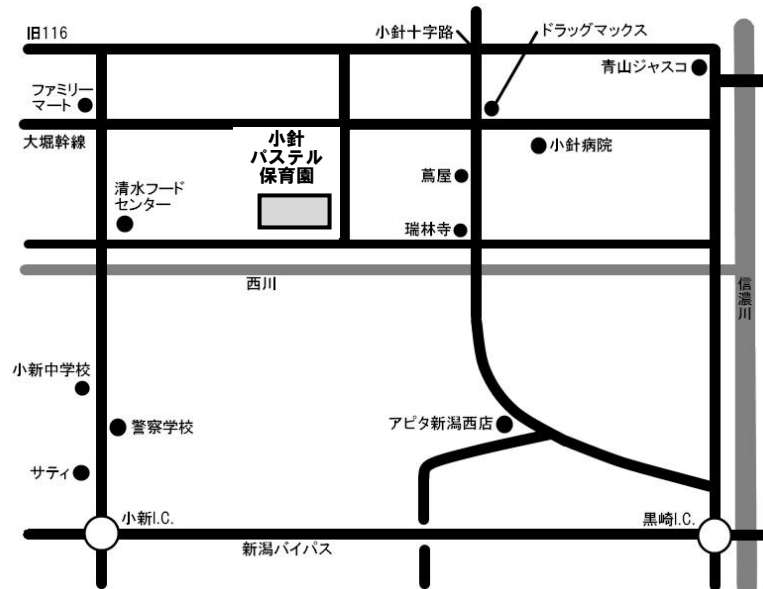 旧116
小針十字路
ドラッグマックス
青山ジャスコ
ファミリー
マート
大堀幹線
小針
パステル
保育園
小針病院
蔦屋
清水フード
センター
瑞林寺
西川
信濃川
小新中学校
警察学校
アピタ新潟西店
サティ
小新I.C.
黒崎I.C.
新潟バイパス